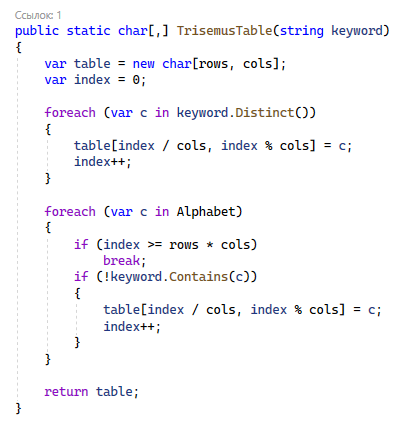 Ссылок: 1
public static char[,] TrisemusTable(string keyword)
{
    var table = new char[rows, cols];
    var index = 0;

    foreach (var c in keyword.Distinct())
    {
        table[index / cols, index % cols] = c;
        index++;
    }

    foreach (var c in Alphabet)
    {
        if (index >= rows * cols)
            break;
        if (!keyword.Contains(c))
        {
            table[index / cols, index % cols] = c;
            index++;
        }
    }

    return table;
}